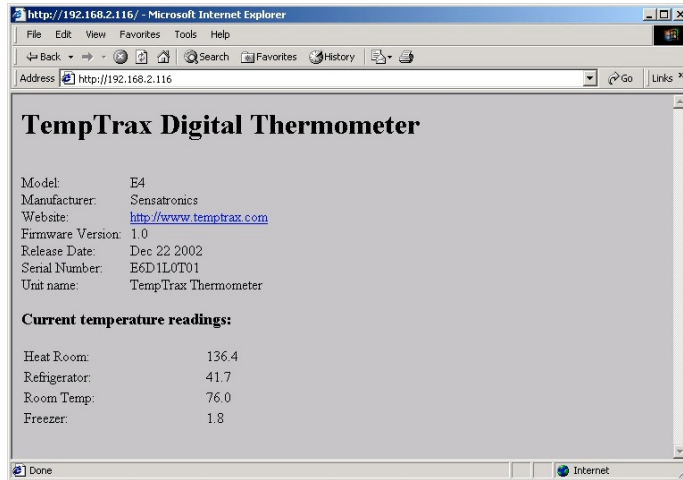 http://192.168.2.116/ - Microsoft Internet Explorer
File Edit View Favorites Tools Help
Back Search Favorites History
Address http://192.168.2.116 Go Links
TempTrax Digital Thermometer
Model: E4
Manufacturer: Sensatronics
Website: http://www.temptrax.com
Firmware Version: 1.0
Release Date: Dec 22 2002
Serial Number: E6D1L0T01
Unit name: TempTrax Thermometer
Current temperature readings:
Heat Room: 136.4
Refrigerator: 41.7
Room Temp: 76.0
Freezer: 1.8
Done Internet